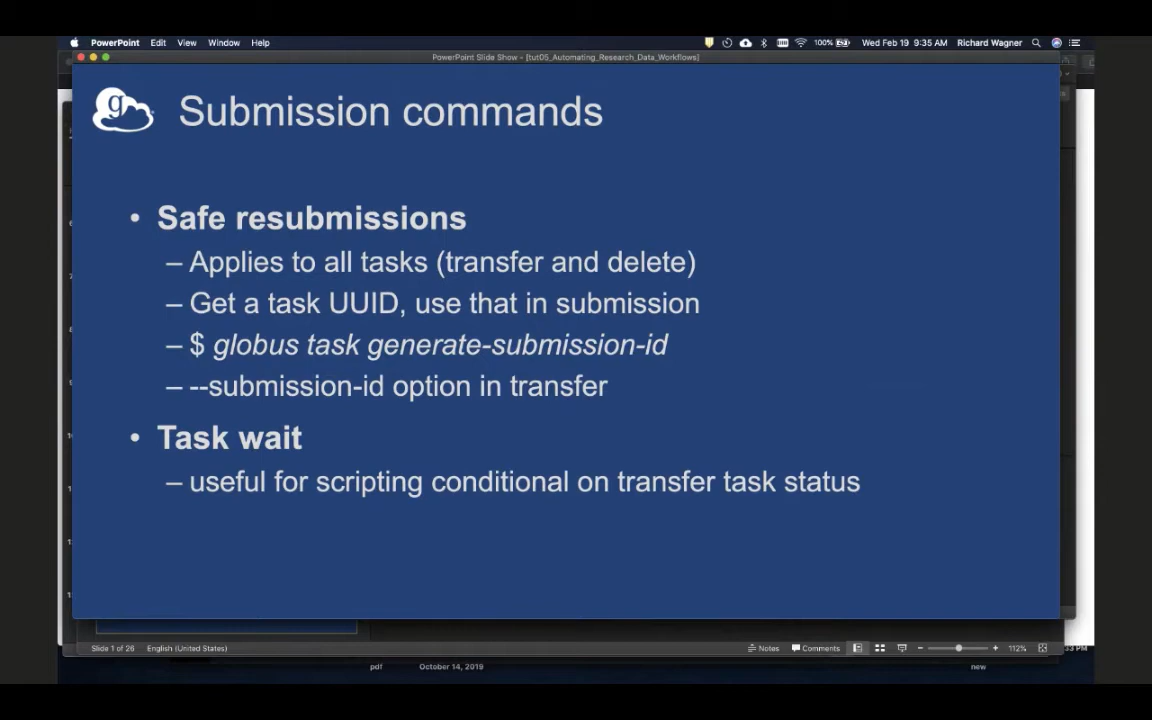 PowerPoint Edit View Window Help 100% Wed Feb 19 9:35 AM Richard Wagner
PowerPoint Slide Show - [tut05_Automating_Research_Data_Workflows]
g
Submission commands
• Safe resubmissions
– Applies to all tasks (transfer and delete)
– Get a task UUID, use that in submission
– $ globus task generate-submission-id
– --submission-id option in transfer
• Task wait
– useful for scripting conditional on transfer task status
Slide 1 of 26 English (United States) Notes Comments 112%
pdf October 14, 2019 new